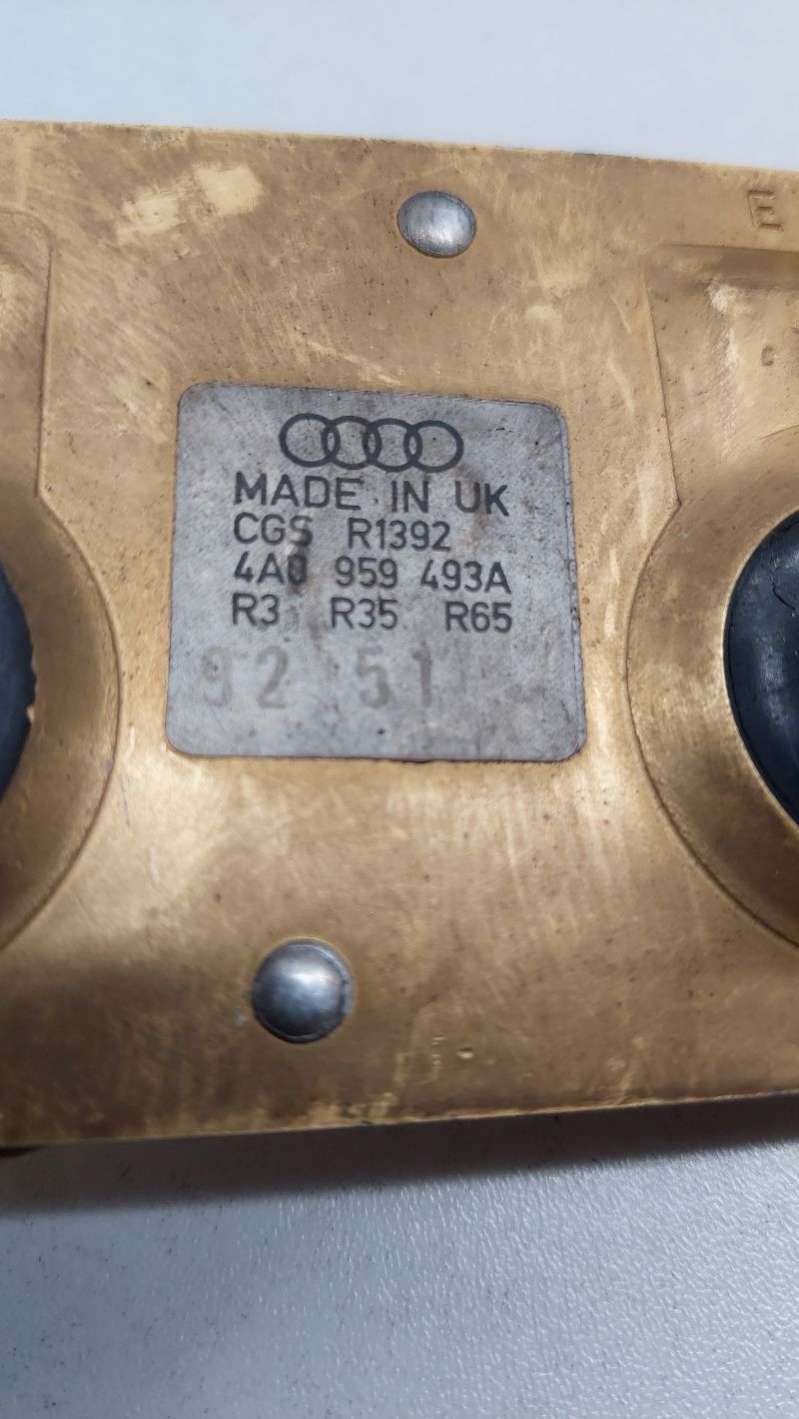 E
MADE IN UK
CGS R1392
4A0 959 493A
R3 R35 R65
92 51